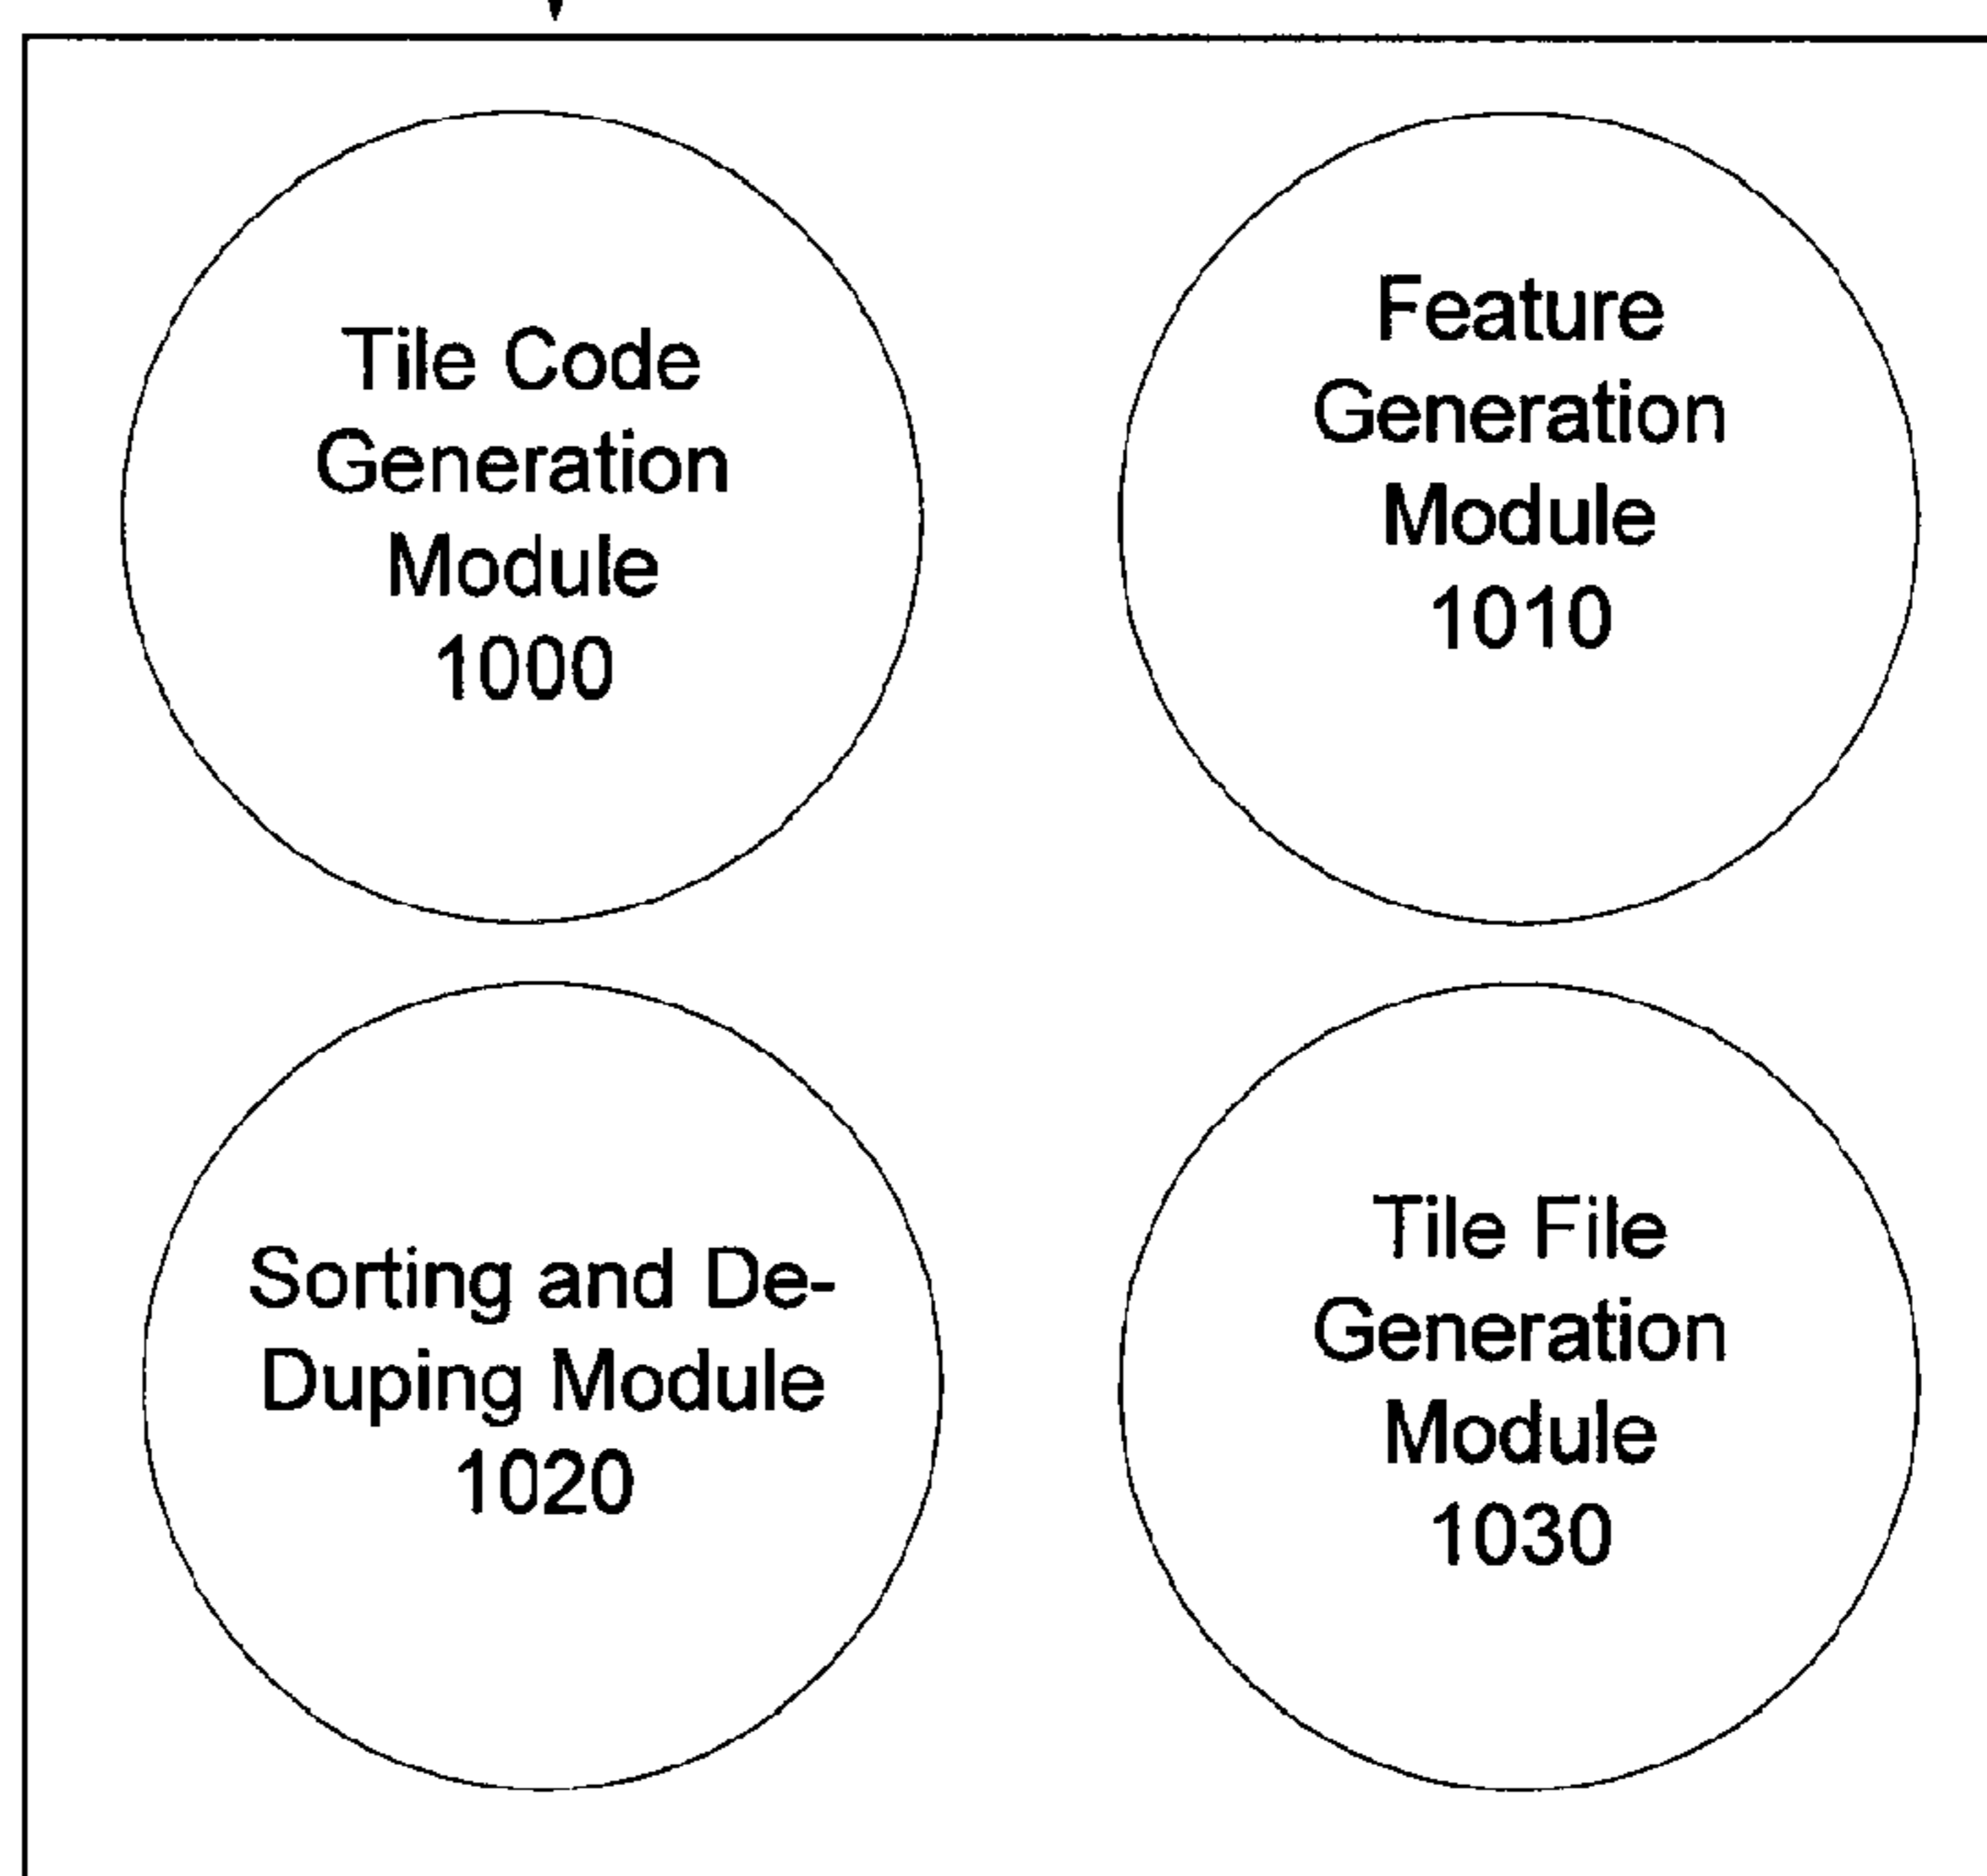 Tile Code
Generation
Module
1000
Feature
Generation
Module
1010
Sorting and De-
Duping Module
1020
Tile File
Generation
Module
1030